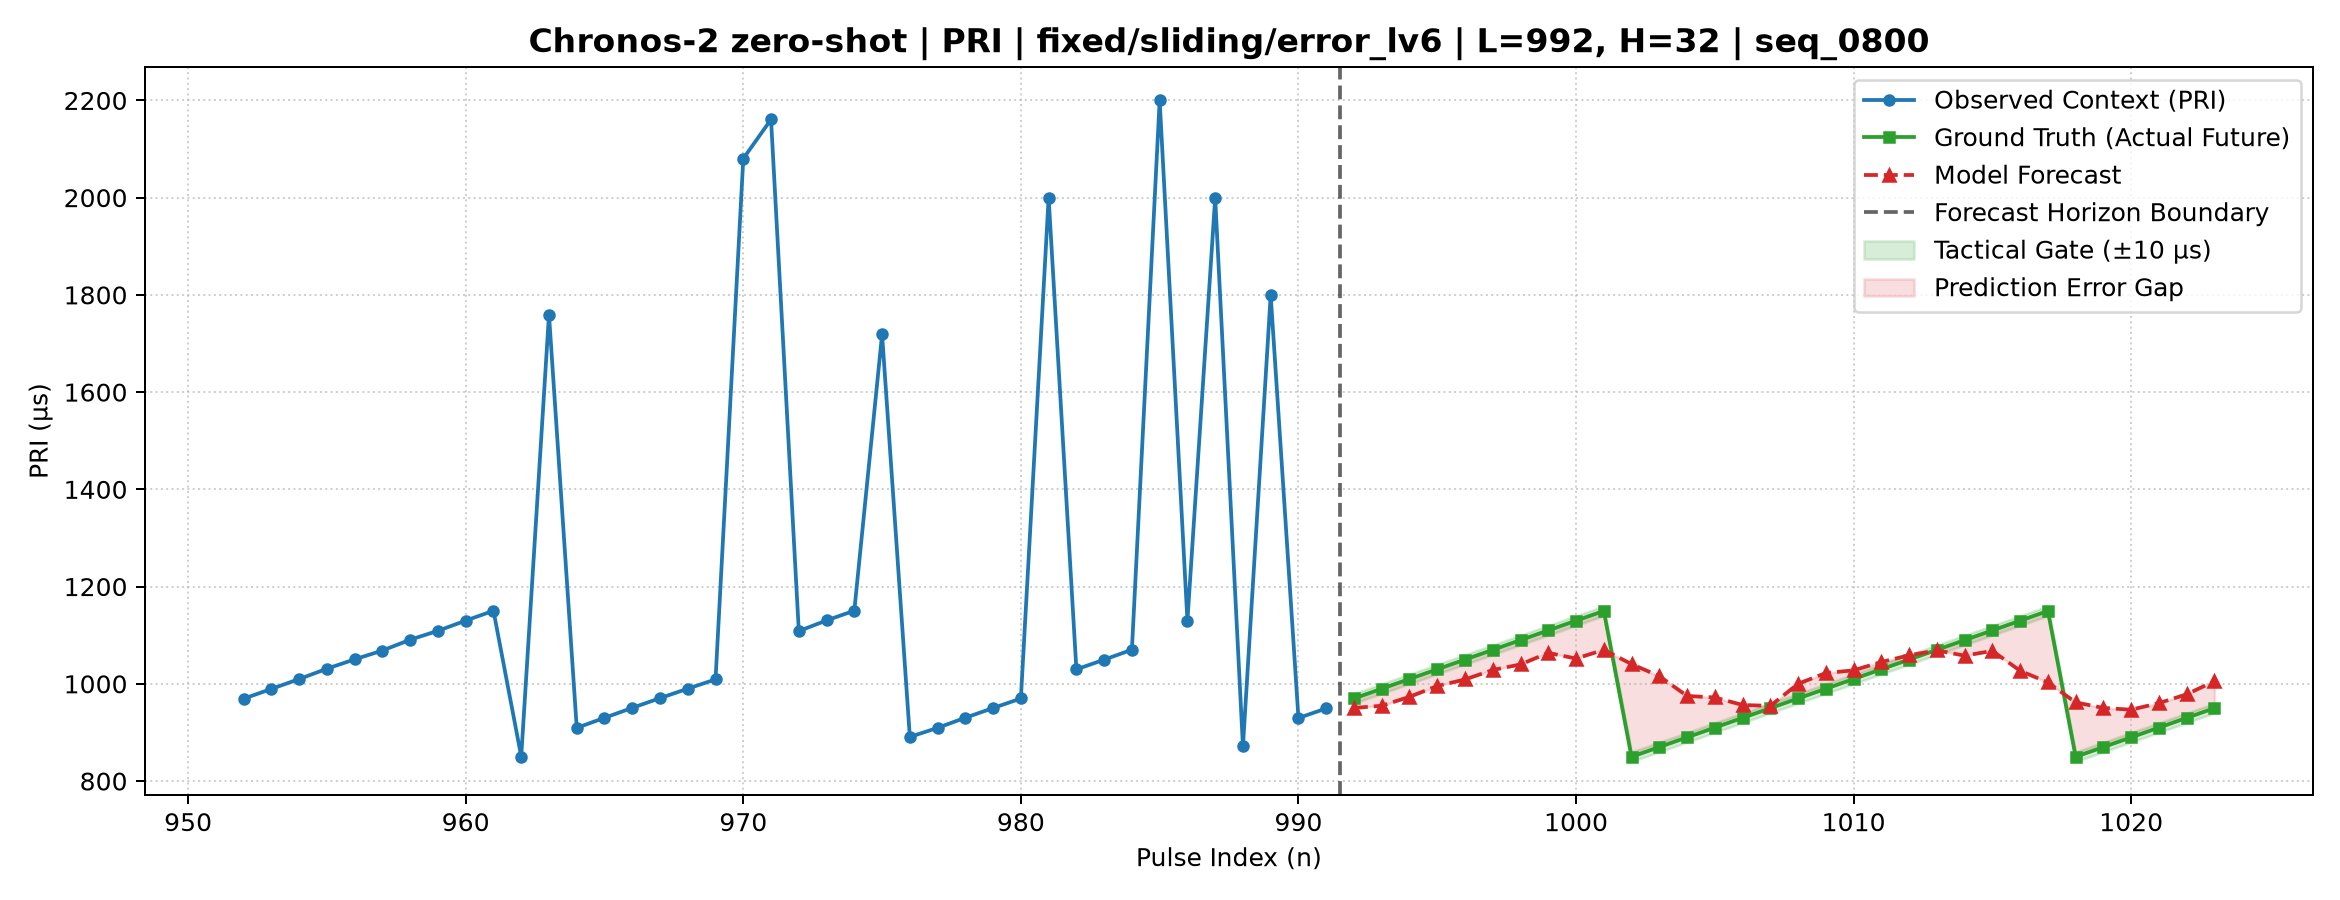 Chronos-2 zero-shot | PRI | fixed/sliding/error_lv6 | L=992, H=32 | seq_0800
2200
2000
1800
1600
1400
1200
1000
800
PRI (μs)
Observed Context (PRI)
Ground Truth (Actual Future)
Model Forecast
Forecast Horizon Boundary
Tactical Gate (±10 μs)
Prediction Error Gap
950 960 970 980 990 1000 1010 1020
Pulse Index (n)